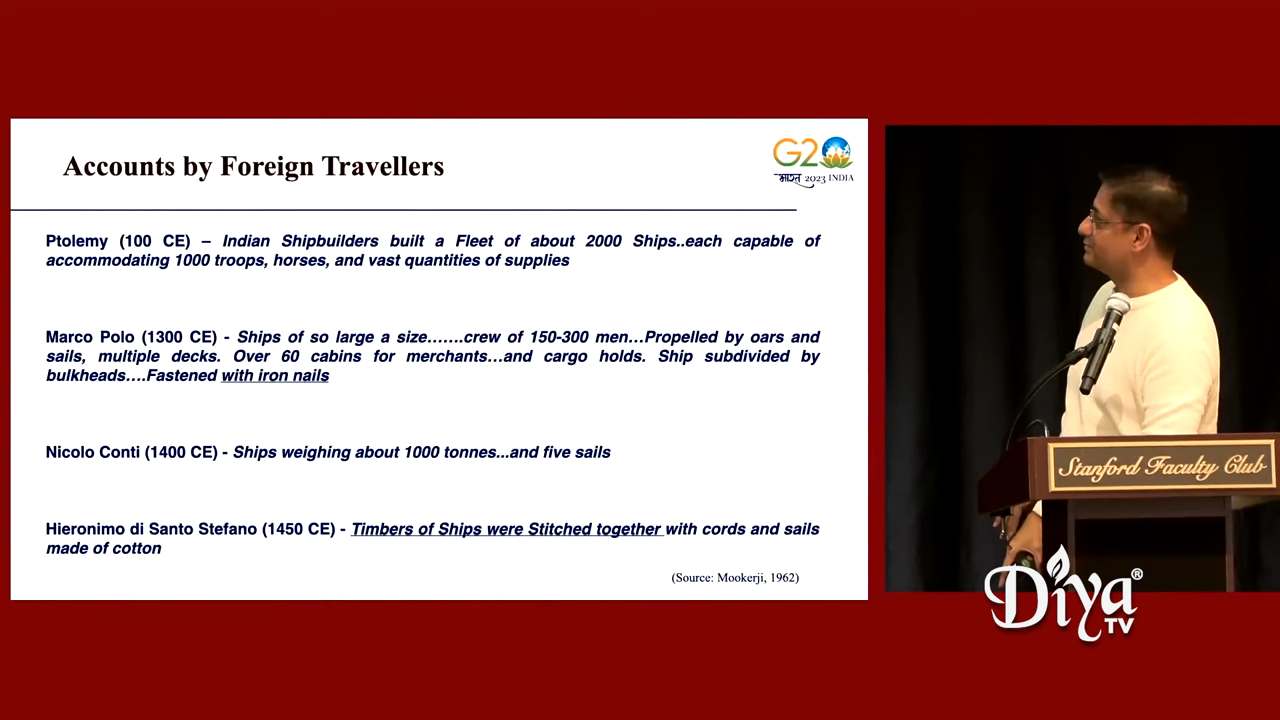 Accounts by Foreign Travellers
G20
भारत 2023 INDIA
Ptolemy (100 CE) – Indian Shipbuilders built a Fleet of about 2000 Ships..each capable of
accommodating 1000 troops, horses, and vast quantities of supplies
Marco Polo (1300 CE) - Ships of so large a size.......crew of 150-300 men...Propelled by oars and
sails, multiple decks. Over 60 cabins for merchants...and cargo holds. Ship subdivided by
bulkheads....Fastened with iron nails
Nicolo Conti (1400 CE) - Ships weighing about 1000 tonnes...and five sails
Hieronimo di Santo Stefano (1450 CE) - Timbers of Ships were Stitched together with cords and sails
made of cotton
(Source: Mookerji, 1962)
Stanford Faculty Club
Diya®
TV